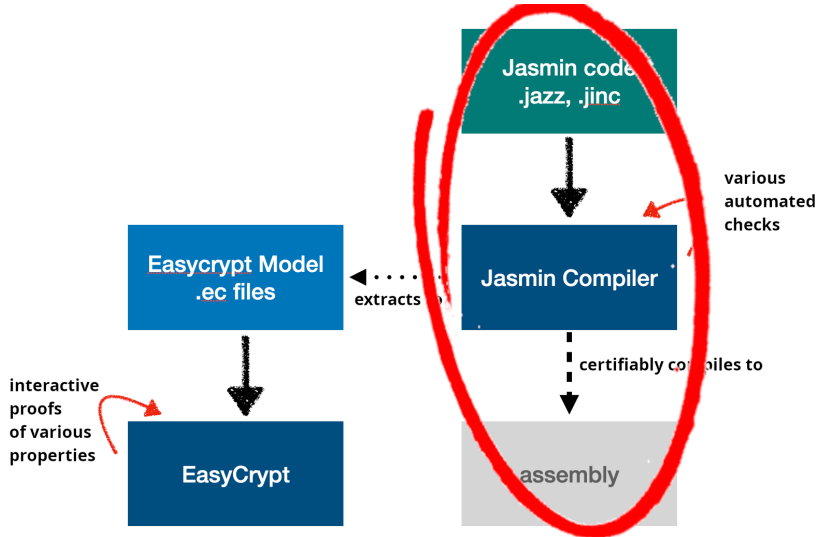 Jasmin code
.jazz, .jinc
various
automated
checks
Easycrypt Model
.ec files
extracts
Jasmin Compiler
certifiably compiles to
interactive
proofs
of various
properties
EasyCrypt
assembly